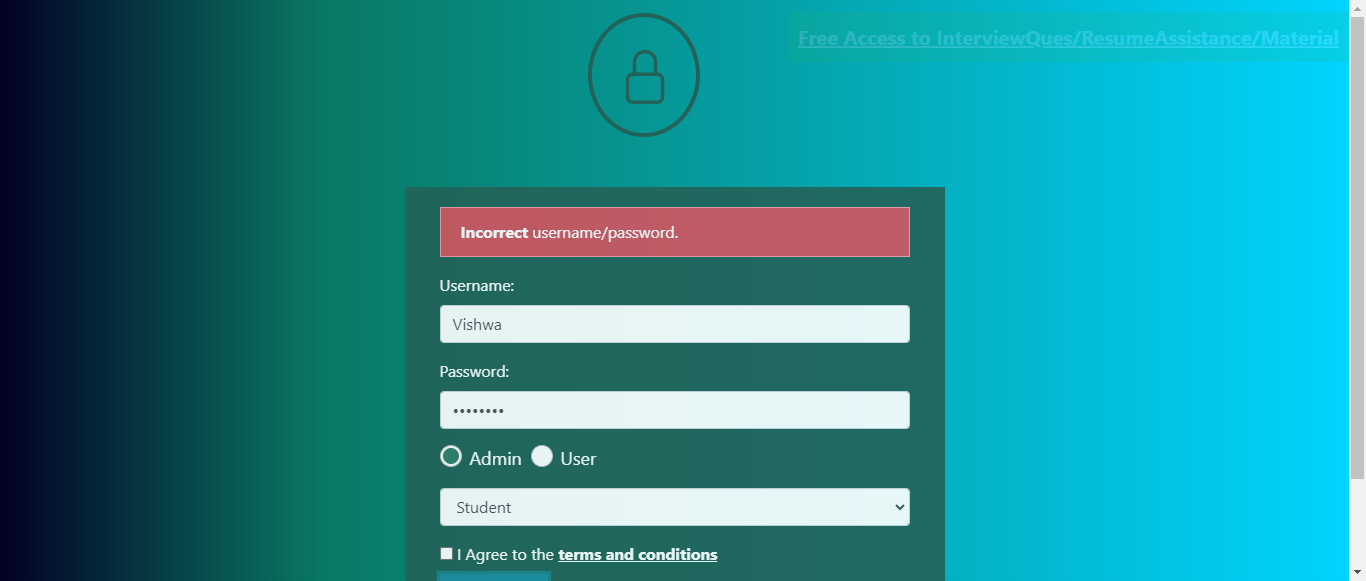 Free Access to InterviewQues/ResumeAssistance/Material
Incorrect username/password.
Username:
Vishwa
Password:
••••••••
Admin User
Student
I Agree to the terms and conditions